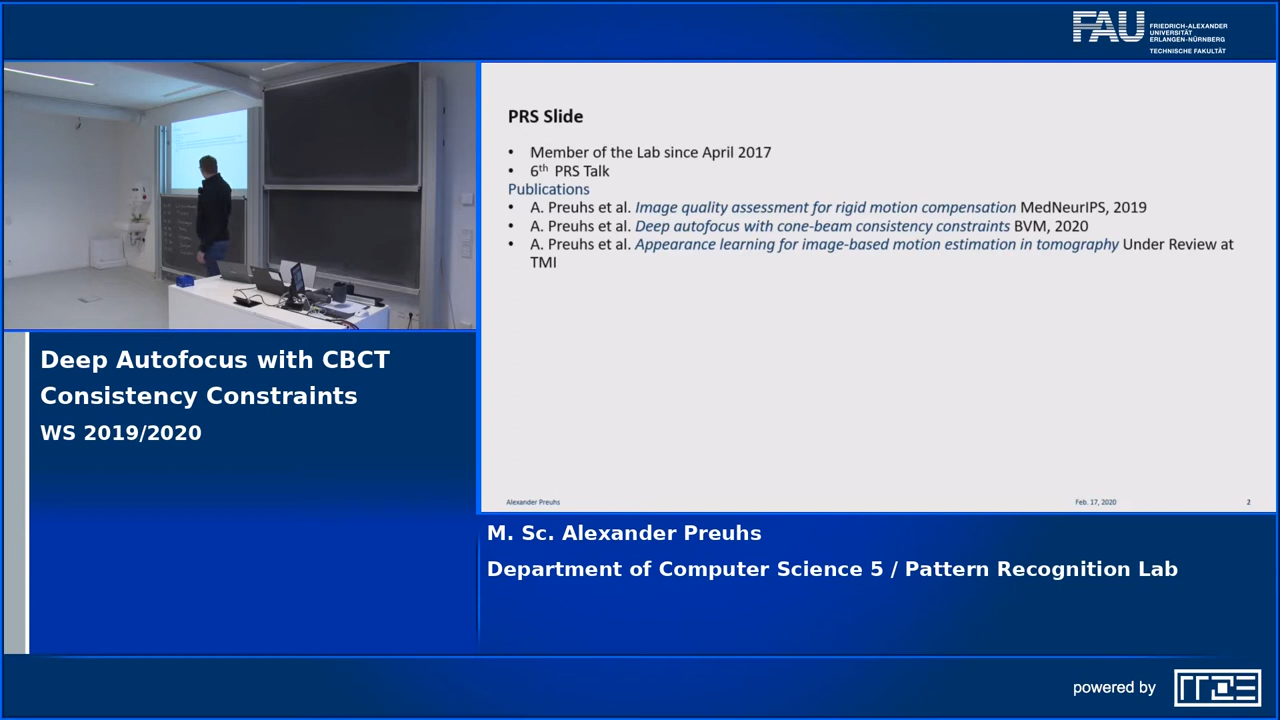 FAU
FRIEDRICH-ALEXANDER
UNIVERSITÄT
ERLANGEN-NÜRNBERG
TECHNISCHE FAKULTÄT
PRS Slide
• Member of the Lab since April 2017
• 6th PRS Talk
Publications
• A. Preuhs et al. Image quality assessment for rigid motion compensation MedNeurIPS, 2019
• A. Preuhs et al. Deep autofocus with cone-beam consistency constraints BVM, 2020
• A. Preuhs et al. Appearance learning for image-based motion estimation in tomography Under Review at
TMI
Alexander Preuhs
Feb. 17, 2020
2
Deep Autofocus with CBCT
Consistency Constraints
WS 2019/2020
M. Sc. Alexander Preuhs
Department of Computer Science 5 / Pattern Recognition Lab
powered by